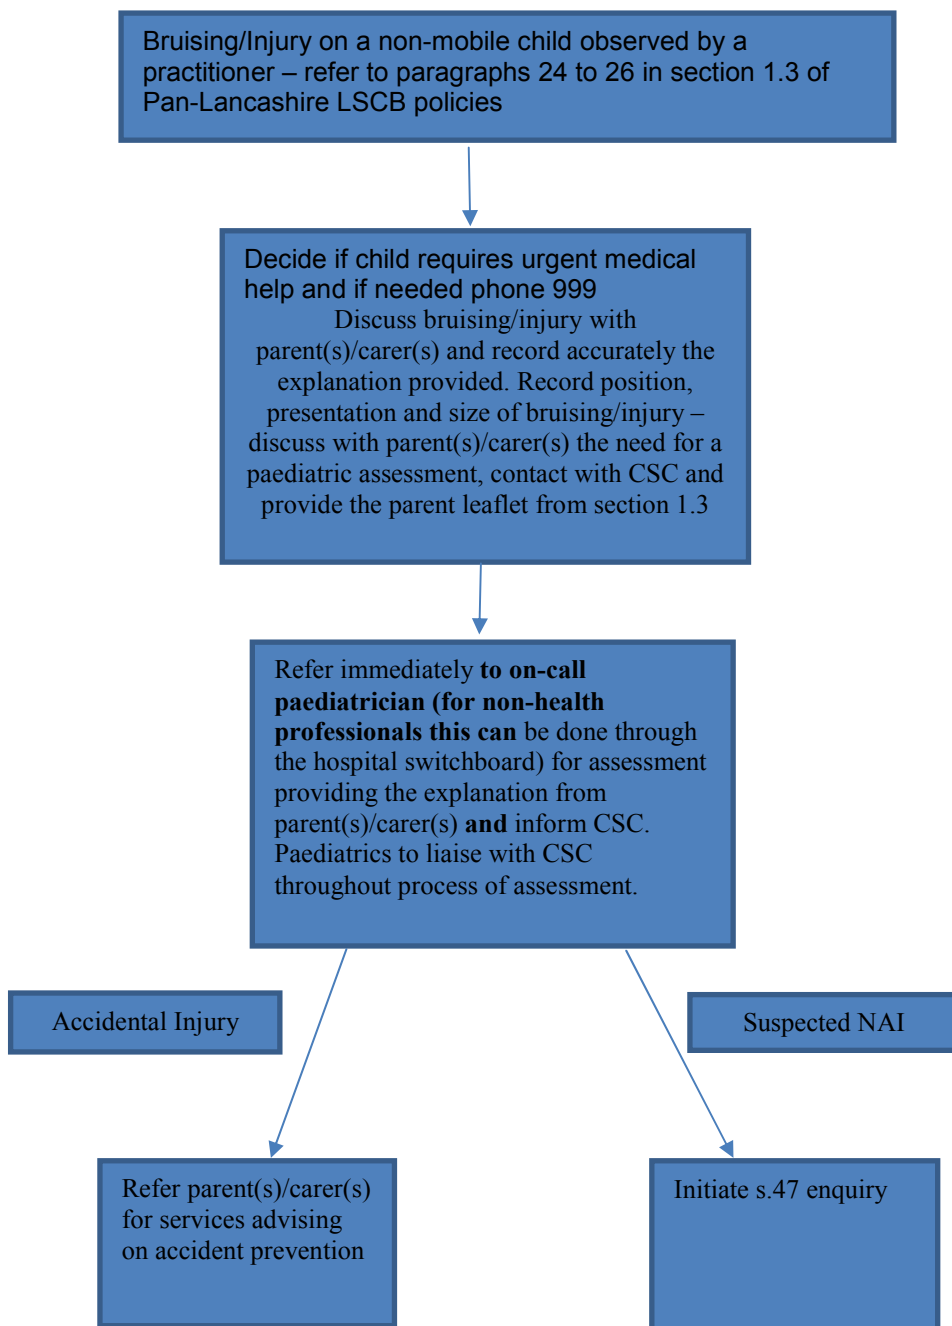 Bruising/Injury on a non-mobile child observed by a
practitioner – refer to paragraphs 24 to 26 in section 1.3 of
Pan-Lancashire LSCB policies
Decide if child requires urgent medical
help and if needed phone 999
Discuss bruising/injury with
parent(s)/carer(s) and record accurately the
explanation provided. Record position,
presentation and size of bruising/injury –
discuss with parent(s)/carer(s) the need for a
paediatric assessment, contact with CSC and
provide the parent leaflet from section 1.3
Refer immediately to on-call
paediatrician (for non-health
professionals this can be done through
the hospital switchboard) for assessment
providing the explanation from
parent(s)/carer(s) and inform CSC.
Paediatrics to liaise with CSC
throughout process of assessment.
Accidental Injury
Suspected NAI
Refer parent(s)/carer(s)
for services advising
on accident prevention
Initiate s.47 enquiry